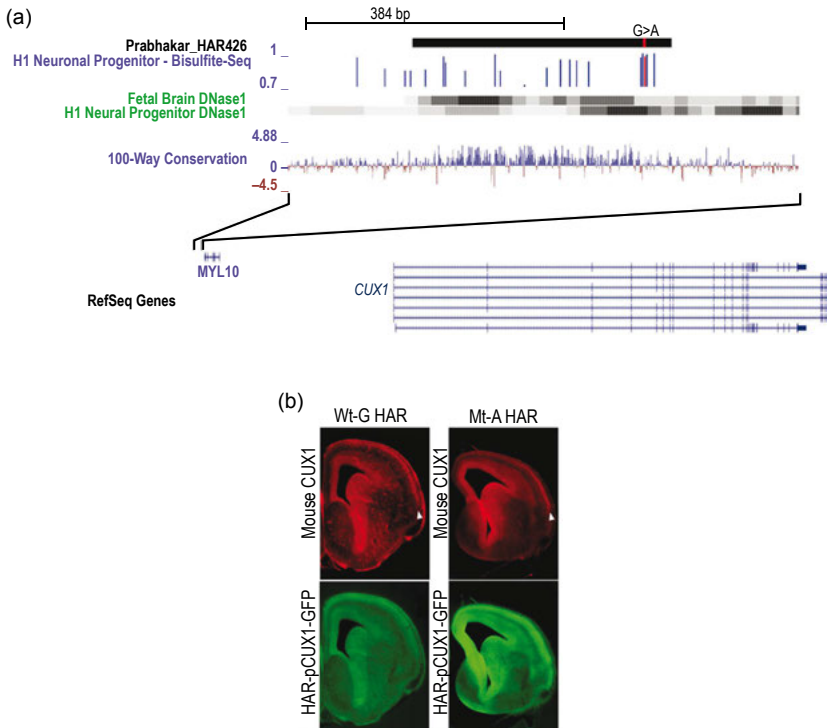 (a)
384 bp
G>A
Prabhakar_HAR426
H1 Neuronal Progenitor - Bisulfite-Seq
1
0.7
Fetal Brain DNase1
H1 Neural Progenitor DNase1
100-Way Conservation
4.88
0
–4.5
MYL10
RefSeq Genes
CUX1
(b)
Wt-G HAR
Mt-A HAR
Mouse CUX1
Mouse CUX1
HAR-pCUX1-GFP
HAR-pCUX1-GFP